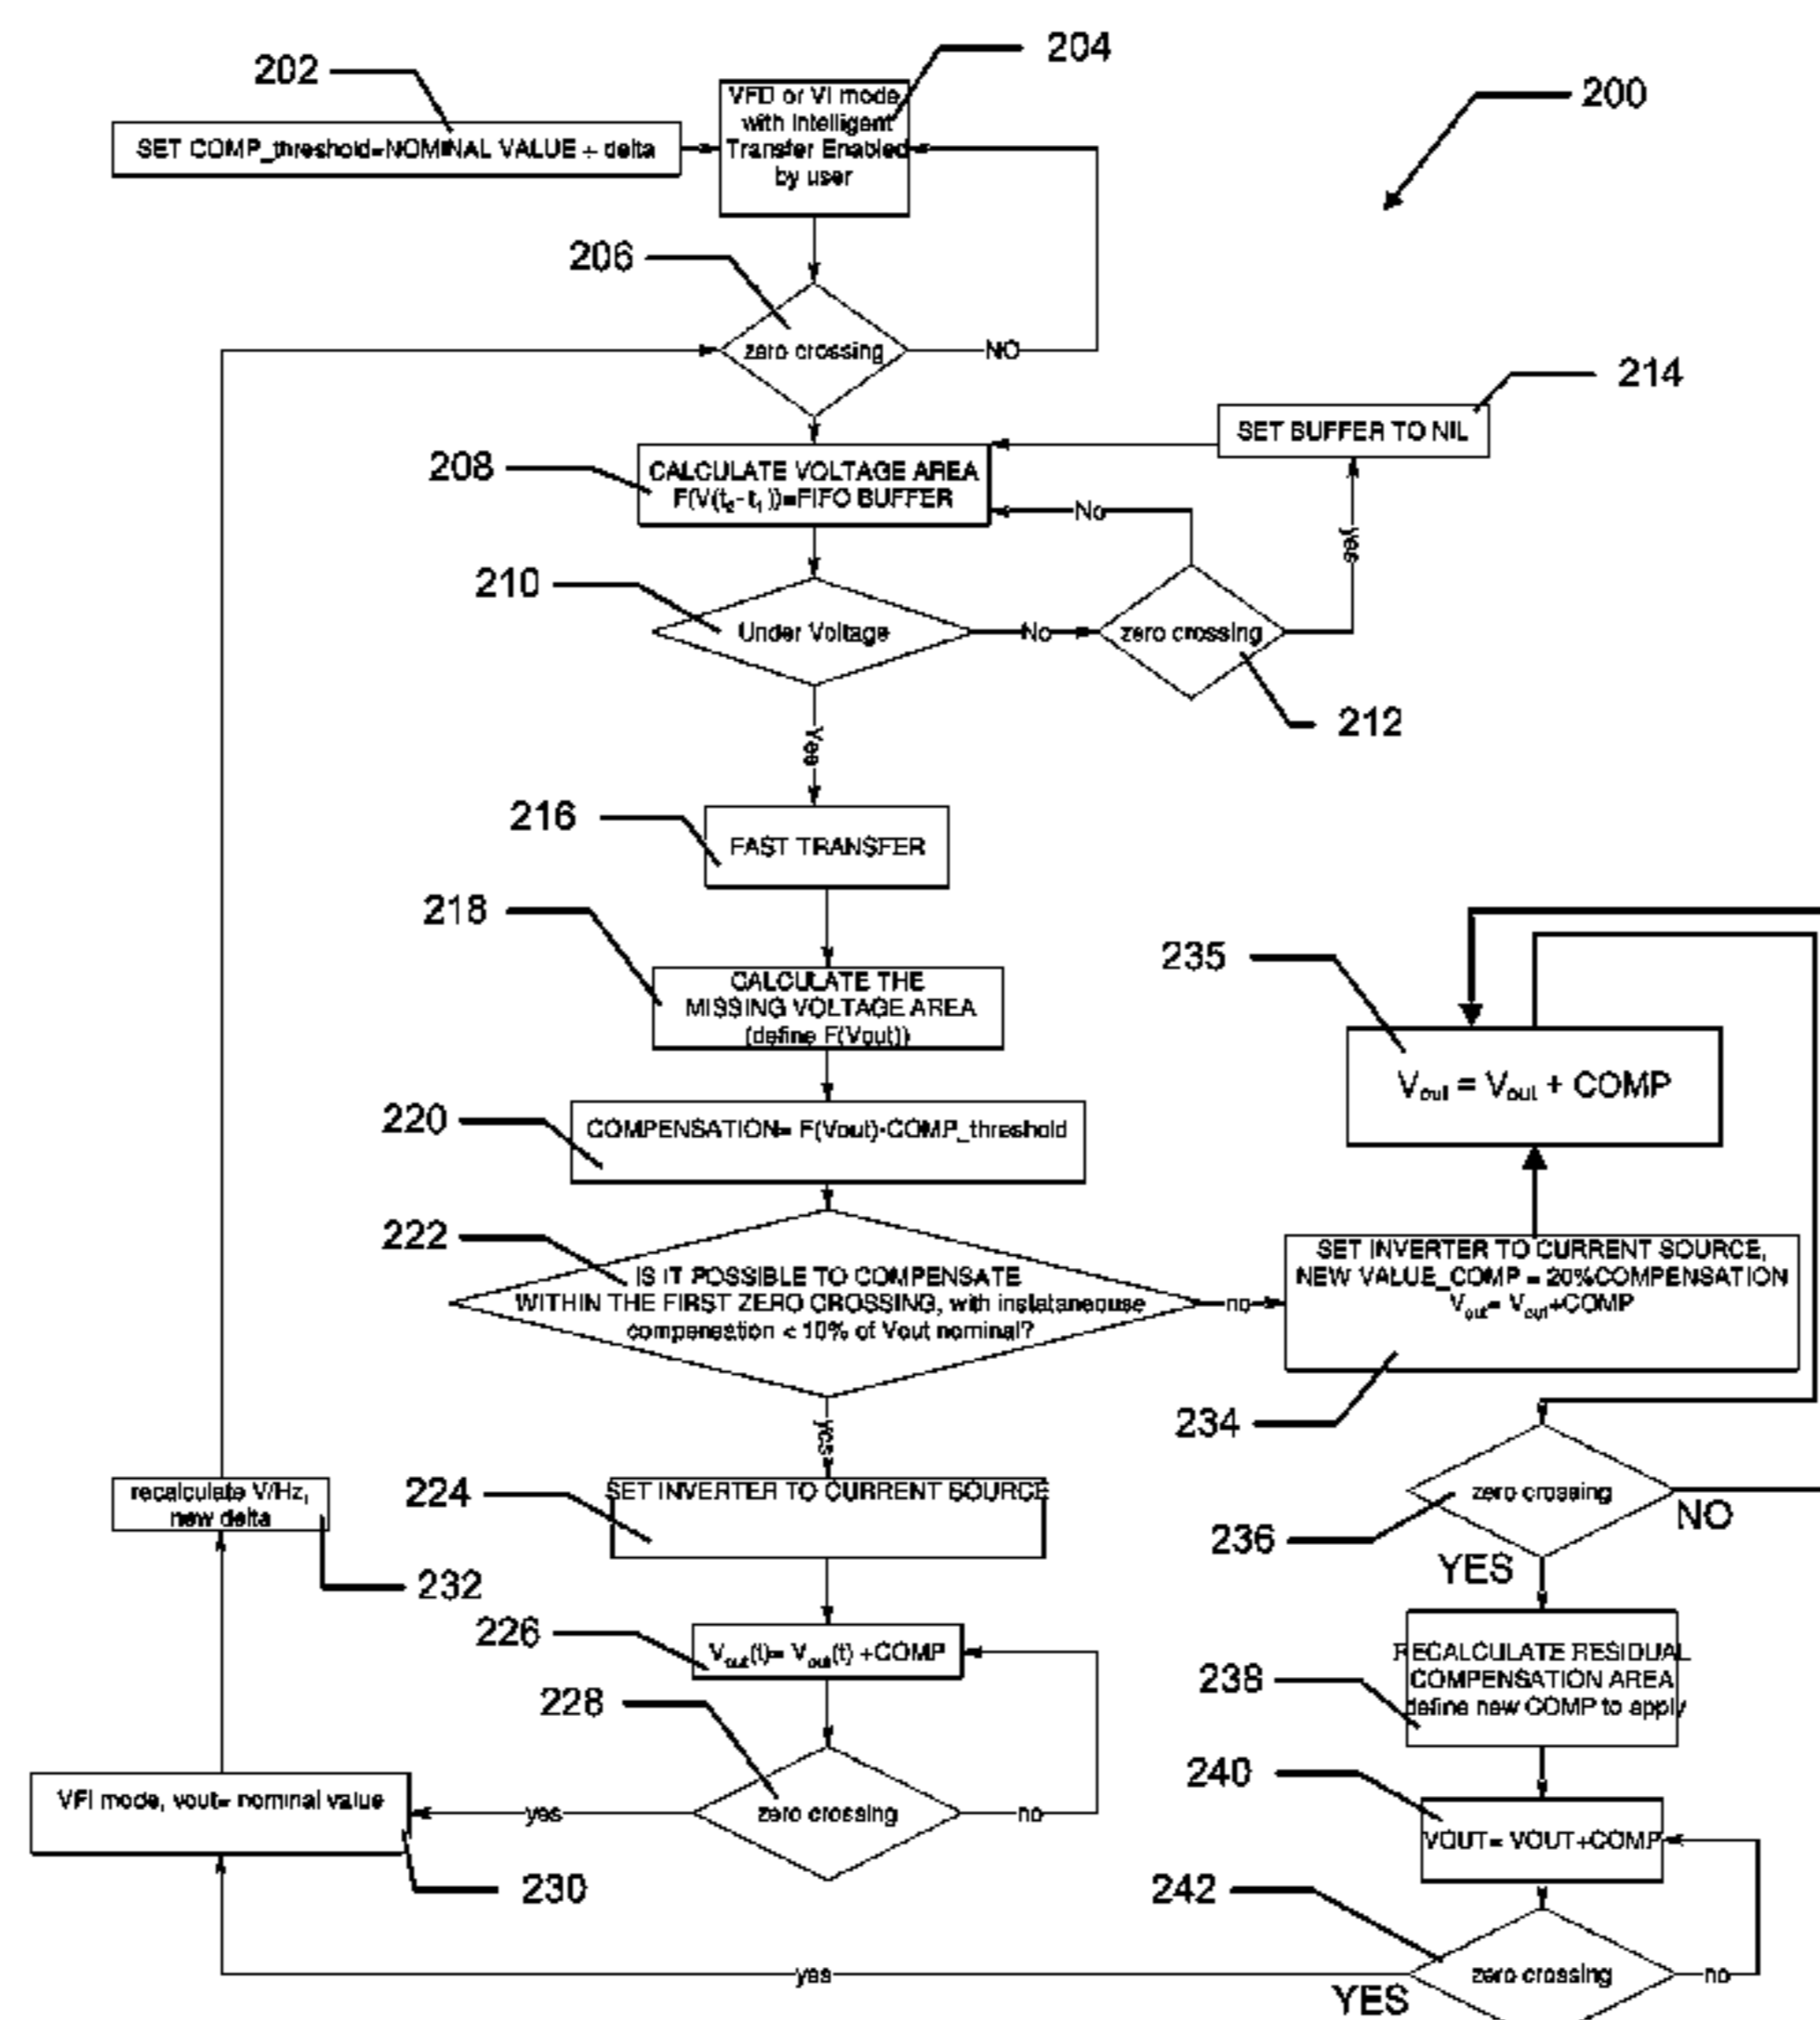 204
202
200
VFD or VI mode
with Intelligent
Transfer Enabled
by user
SET COMP_threshold=NOMINAL VALUE + delta
206
zero crossing
NO
214
SET BUFFER TO NIL
208
CALCULATE VOLTAGE AREA
F(V(t₂-t₁))=FIFO BUFFER
No
yes
210
Under Voltage
No
zero crossing
212
Yes
216
FAST TRANSFER
218
CALCULATE THE
MISSING VOLTAGE AREA
(define F(Vout))
235
Vout = Vout + COMP
220
COMPENSATION= F(Vout)-COMP_threshold
222
IS IT POSSIBLE TO COMPENSATE
WITHIN THE FIRST ZERO CROSSING, with instataneouse
compensation < 10% of Vout nominal?
no
SET INVERTER TO CURRENT SOURCE,
NEW VALUE_COMP = 20%COMPENSATION
Vout= Vout+COMP
234
yes
recalculate V/Hz,
new delta
232
224
SET INVERTER TO CURRENT SOURCE
zero crossing
NO
236
YES
226
Vout(t)= Vout(t) +COMP
RECALCULATE RESIDUAL
COMPENSATION AREA
define new COMP to apply
238
228
zero crossing
yes
no
VFI mode, vout= nominal value
230
240
VOUT= VOUT+COMP
242
zero crossing
no
yes
YES